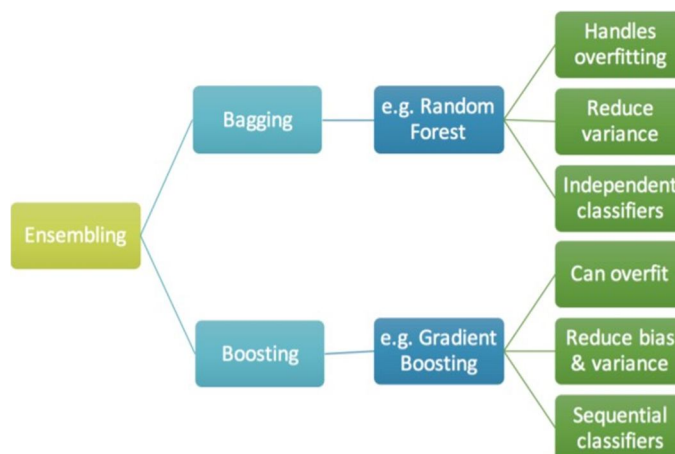 Ensembling
Bagging
e.g. Random
Forest
Handles
overfitting
Reduce
variance
Independent
classifiers
Boosting
e.g. Gradient
Boosting
Can overfit
Reduce bias
& variance
Sequential
classifiers